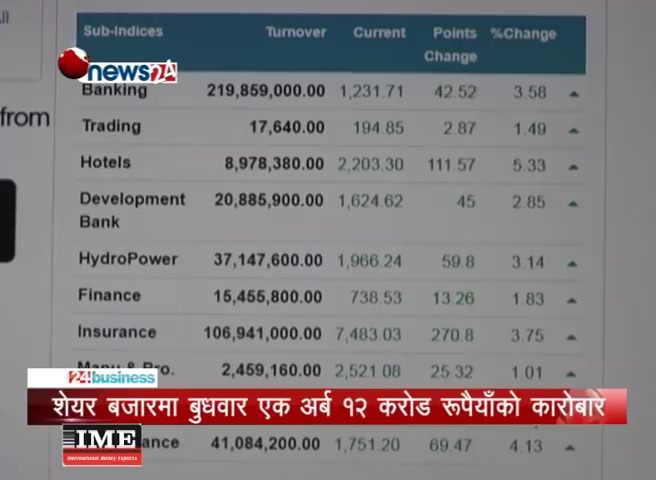 Sub-Indices Turnover Current Points Change %Change
news24
Banking 219,859,000.00 1,231.71 42.52 3.58
from
Trading 17,640.00 194.85 2.87 1.49
Hotels 8,978,380.00 2,203.30 111.57 5.33
Development Bank 20,885,900.00 1,624.62 45 2.85
HydroPower 37,147,600.00 1,966.24 59.8 3.14
Finance 15,455,800.00 738.53 13.26 1.83
Insurance 106,941,000.00 7,483.03 270.8 3.75
2,459,160.00 2,521.08 25.32 1.01
24business
शेयर बजारमा बुधवार एक अर्ब १२ करोड रूपैयाँको कारोबार
IME
International Money Express
41,084,200.00 1,751.20 69.47 4.13